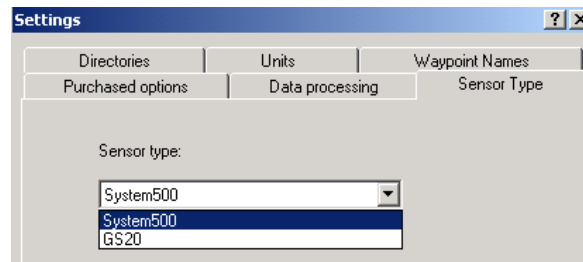 Settings
Directories Units Waypoint Names
Purchased options Data processing Sensor Type
Sensor type:
System500
System500
GS20